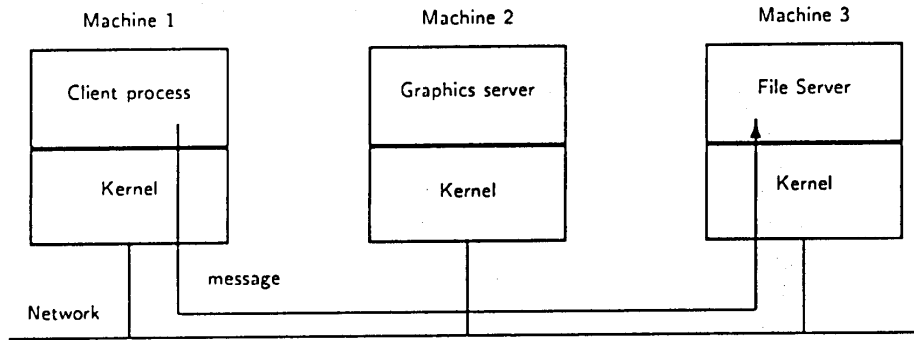 Machine 1
Machine 2
Machine 3
Client process
Graphics server
File Server
Kernel
Kernel
Kernel
message
Network